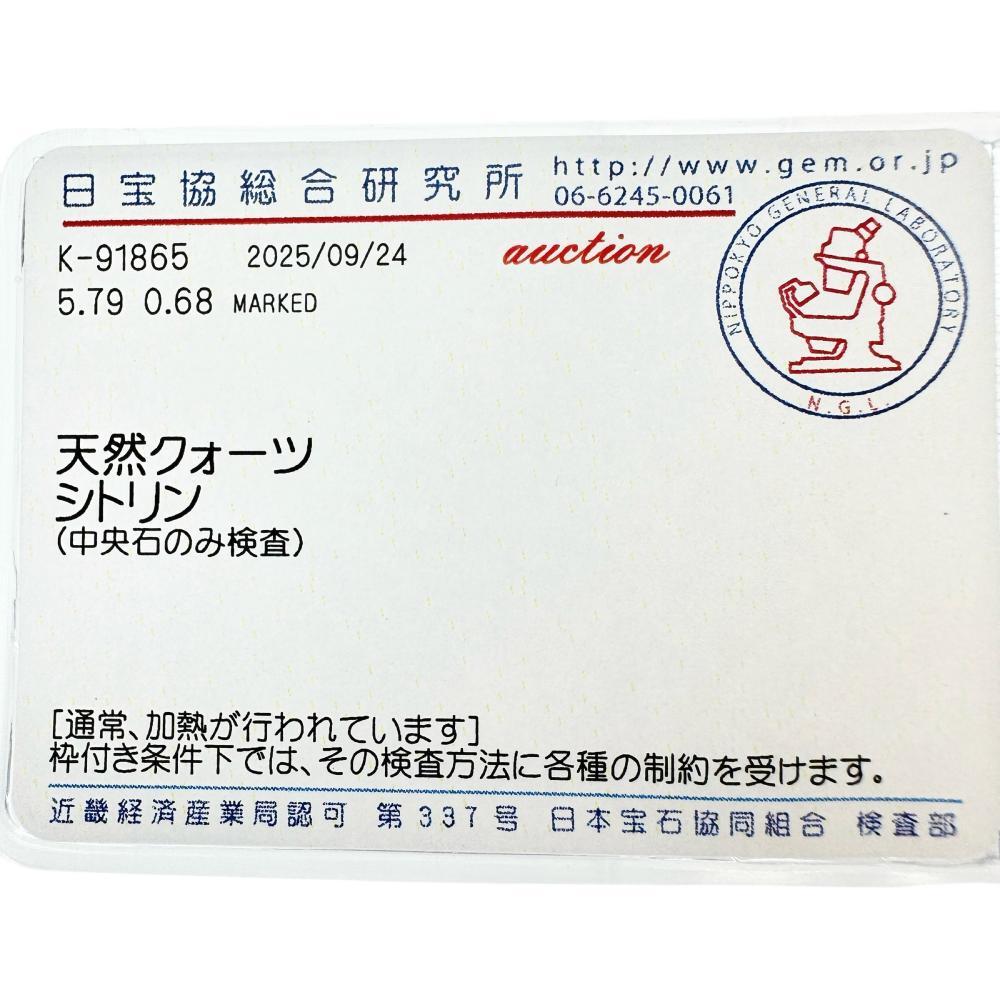 日宝協総合研究所
http://www.gem.or.jp
06-6245-0061
K-91865 2025/09/24
auction
5.79 0.68 MARKED
NIPPOKYO GENERAL LABORATORY
N.G.L.
天然クォーツ
シトリン
(中央石のみ検査)
[通常、加熱が行われています]
枠付き条件下では、その検査方法に各種の制約を受けます。
近畿経済産業局認可 第337号 日本宝石協同組合 検査部